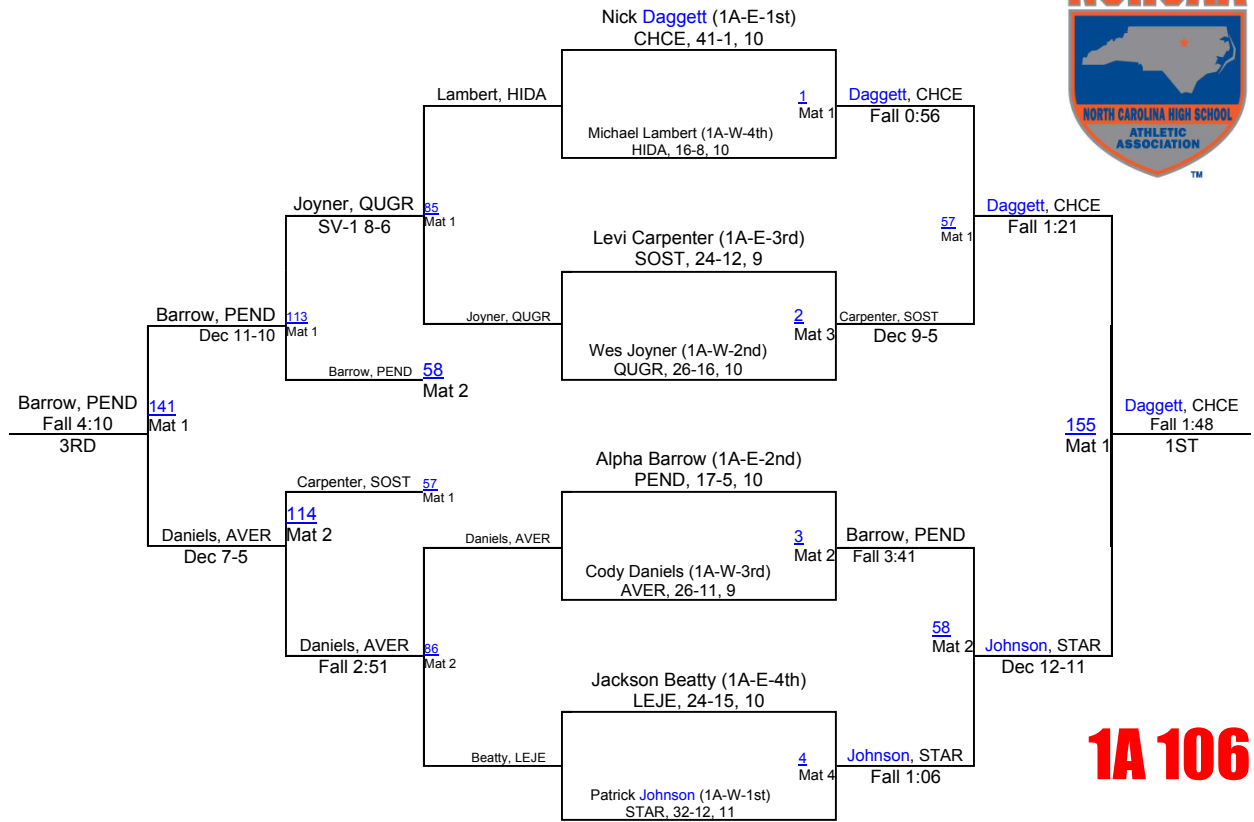 Nick Daggett (1A-E-1st)
CHCE, 41-1, 10
1
Mat 1
Michael Lambert (1A-W-4th)
HIDA, 16-8, 10
Daggett, CHCE
Fall 0:56
Lambert, HIDA
NORTH CAROLINA HIGH SCHOOL
ATHLETIC
ASSOCIATION
TM
Joyner, QUGR
SV-1 8-6
85
Mat 1
Levi Carpenter (1A-E-3rd)
SOST, 24-12, 9
57
Mat 1
Daggett, CHCE
Fall 1:21
Joyner, QUGR
2
Mat 3
Wes Joyner (1A-W-2nd)
QUGR, 26-16, 10
Carpenter, SOST
Dec 9-5
Barrow, PEND
Dec 11-10
113
Mat 1
Barrow, PEND
58
Mat 2
Barrow, PEND
Fall 4:10
3RD
141
Mat 1
155
Mat 1
Daggett, CHCE
Fall 1:48
1ST
Alpha Barrow (1A-E-2nd)
PEND, 17-5, 10
Carpenter, SOST
57
Mat 1
114
Mat 2
Daniels, AVER
Dec 7-5
Daniels, AVER
3
Mat 2
Cody Daniels (1A-W-3rd)
AVER, 26-11, 9
Barrow, PEND
Fall 3:41
Daniels, AVER
Fall 2:51
86
Mat 2
58
Mat 2
Johnson, STAR
Dec 12-11
Jackson Beatty (1A-E-4th)
LEJE, 24-15, 10
Beatty, LEJE
4
Mat 4
Patrick Johnson (1A-W-1st)
STAR, 32-12, 11
Johnson, STAR
Fall 1:06
1A 106